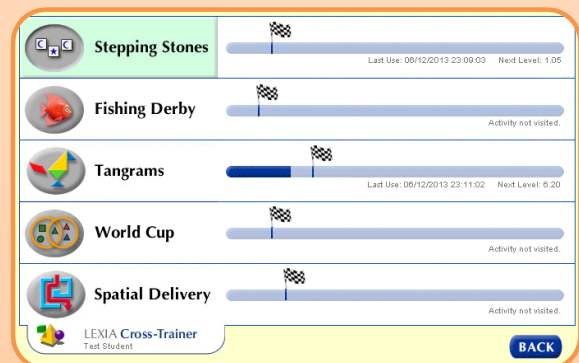 Stepping Stones
Last Use: 06/12/2013 23:09:03 Next Level: 1.05
Fishing Derby
Activity not visited.
Tangrams
Last Use: 06/12/2013 23:11:02 Next Level: 6.20
World Cup
Activity not visited.
Spatial Delivery
Activity not visited.
LEXIA Cross-Trainer
Test Student
BACK